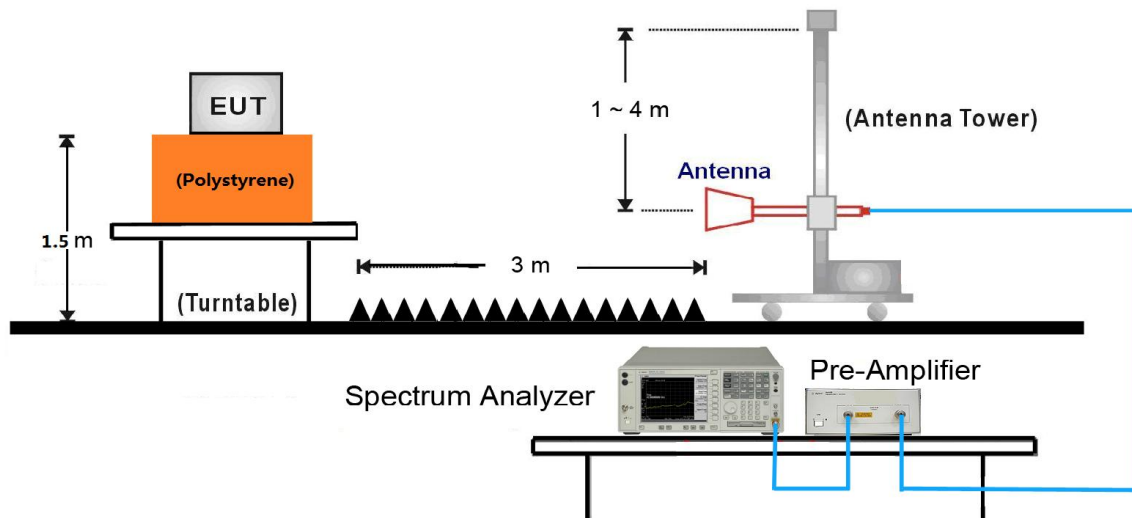 EUT
(Polystyrene)
1.5 m
(Turntable)
3 m
1 ~ 4 m
(Antenna Tower)
Antenna
Spectrum Analyzer
Pre-Amplifier